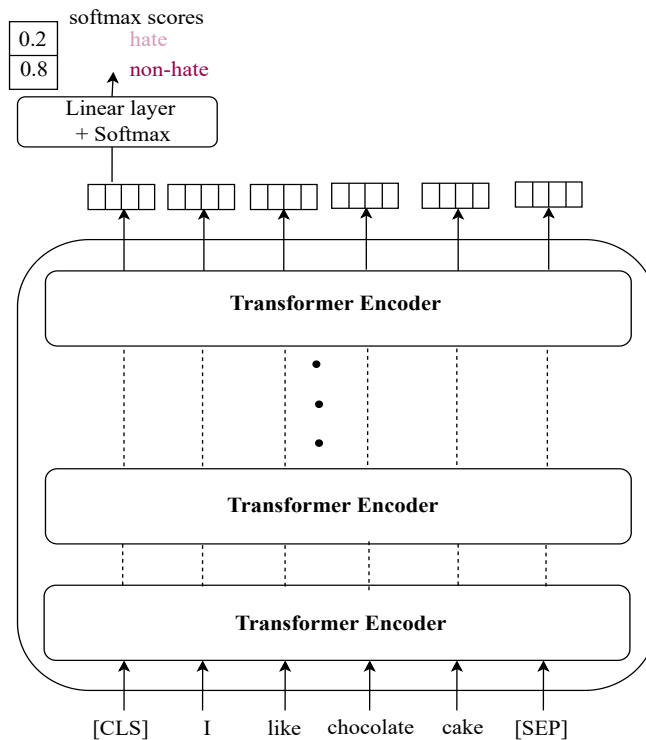 softmax scores
0.2 hate
0.8 non-hate
Linear layer
+ Softmax
Transformer Encoder
Transformer Encoder
Transformer Encoder
[CLS] I like chocolate cake [SEP]